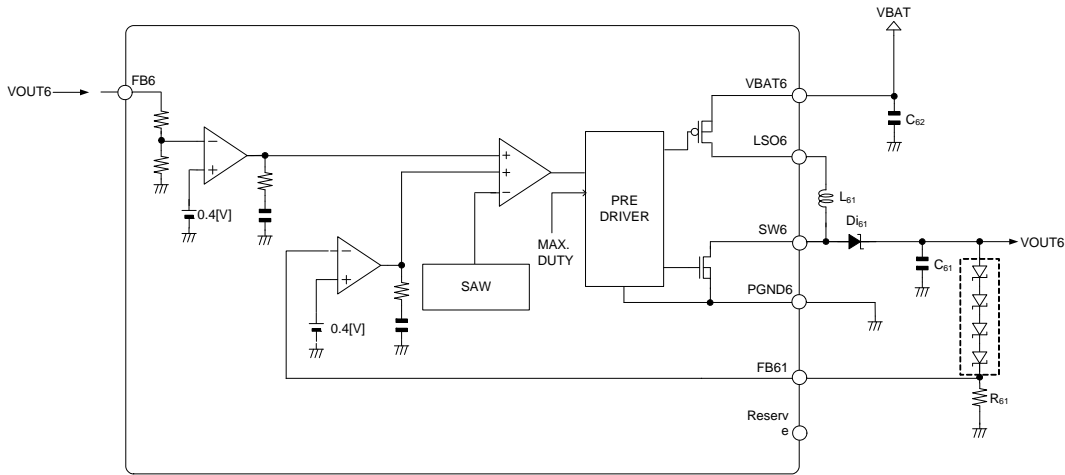 VBAT
FB6
VOUT6
VBAT6
C62
LSO6
PRE
DRIVER
L61
0.4[V]
MAX.
DUTY
SW6
Di61
VOUT6
C61
SAW
PGND6
0.4[V]
FB61
R61
Reserv
e